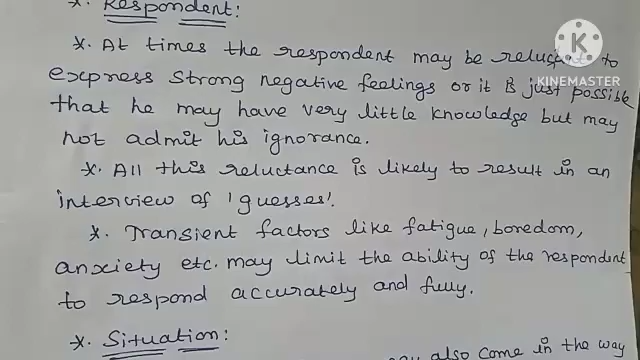 *. Respondent:
*. At times the respondent may be reluctant to
express strong negative feelings or it is just possible
that he may have very little knowledge but may
not admit his ignorance.
*. All this reluctance is likely to result in an
interview of 'guesses'.
*. Transient factors like fatigue, boredom,
anxiety etc. may limit the ability of the respondent
to respond accurately and fully.
*. Situation:
may also come in the way
KINEMASTER